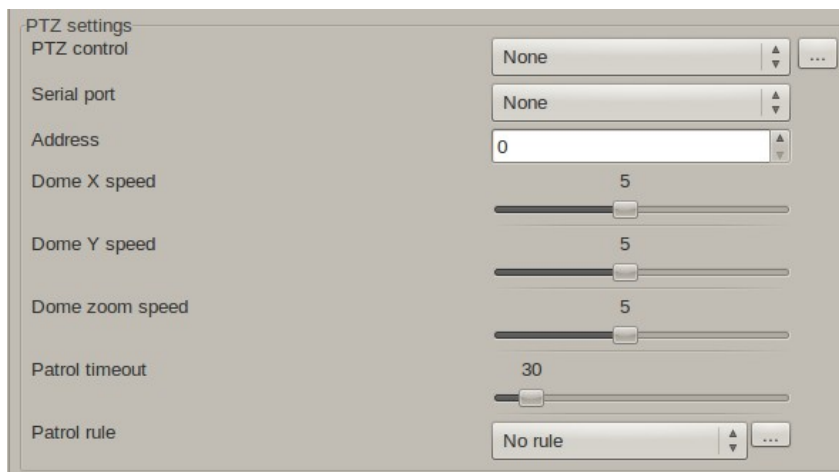 PTZ settings
PTZ control None ...
Serial port None
Address 0
Dome X speed 5
Dome Y speed 5
Dome zoom speed 5
Patrol timeout 30
Patrol rule No rule ...